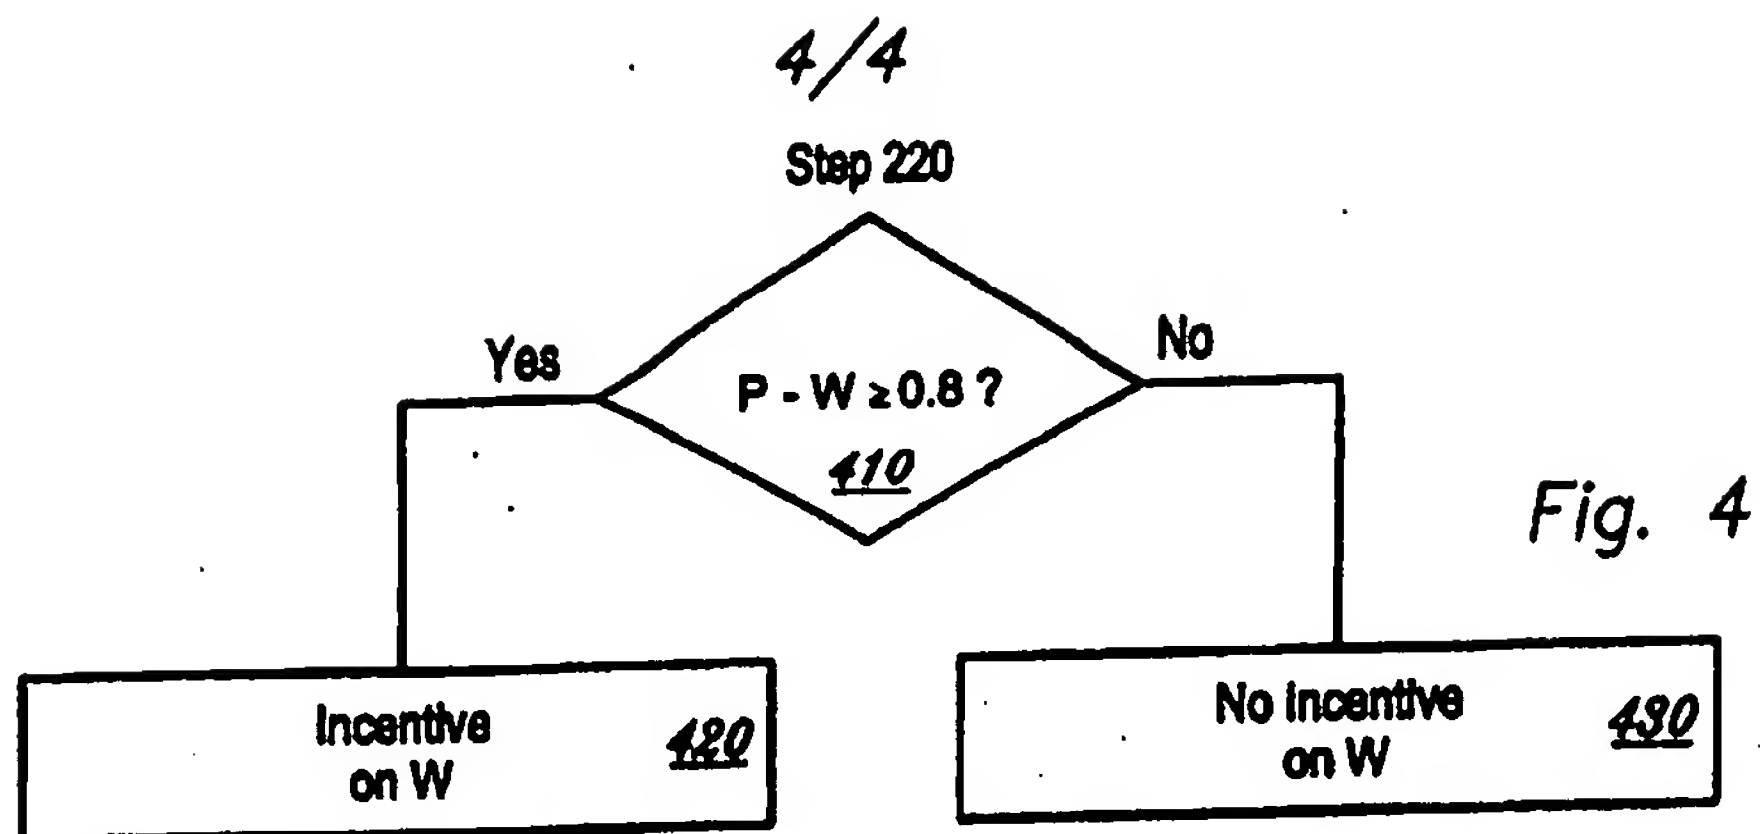 4/4
Step 220
Yes
No
P - W ≥ 0.8 ?
410
Fig. 4
Incentive
on W
420
No Incentive
on W
430